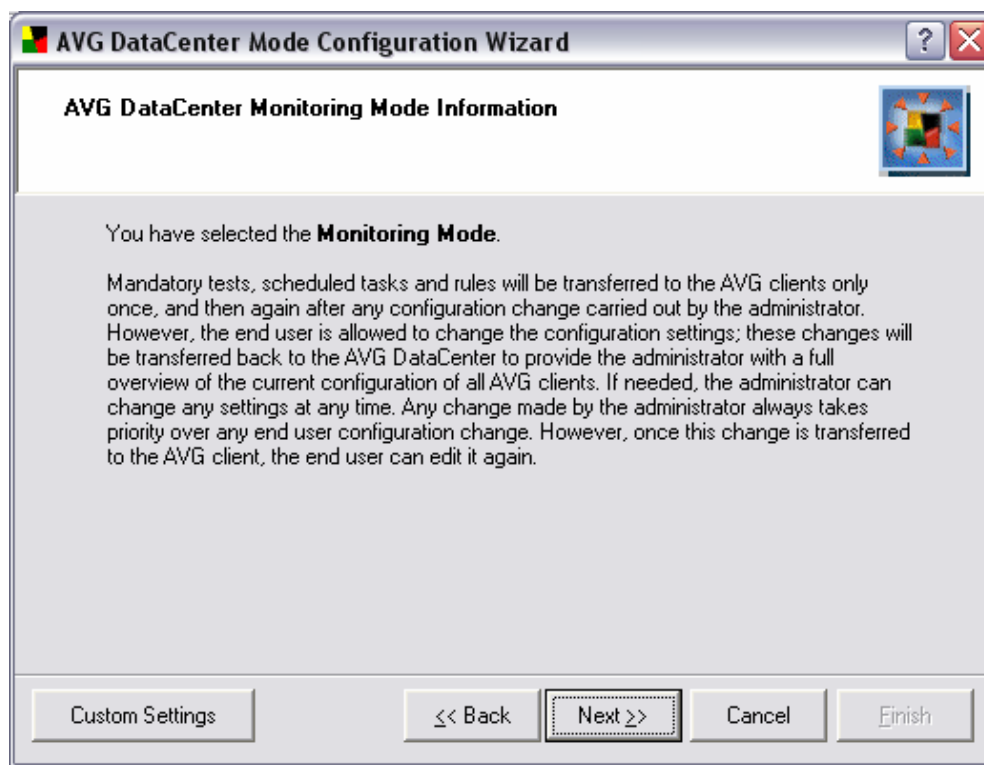 AVG DataCenter Mode Configuration Wizard
?
AVG DataCenter Monitoring Mode Information
You have selected the Monitoring Mode.
Mandatory tests, scheduled tasks and rules will be transferred to the AVG clients only
once, and then again after any configuration change carried out by the administrator.
However, the end user is allowed to change the configuration settings; these changes will
be transferred back to the AVG DataCenter to provide the administrator with a full
overview of the current configuration of all AVG clients. If needed, the administrator can
change any settings at any time. Any change made by the administrator always takes
priority over any end user configuration change. However, once this change is transferred
to the AVG client, the end user can edit it again.
Custom Settings
<< Back
Next >>
Cancel
Finish